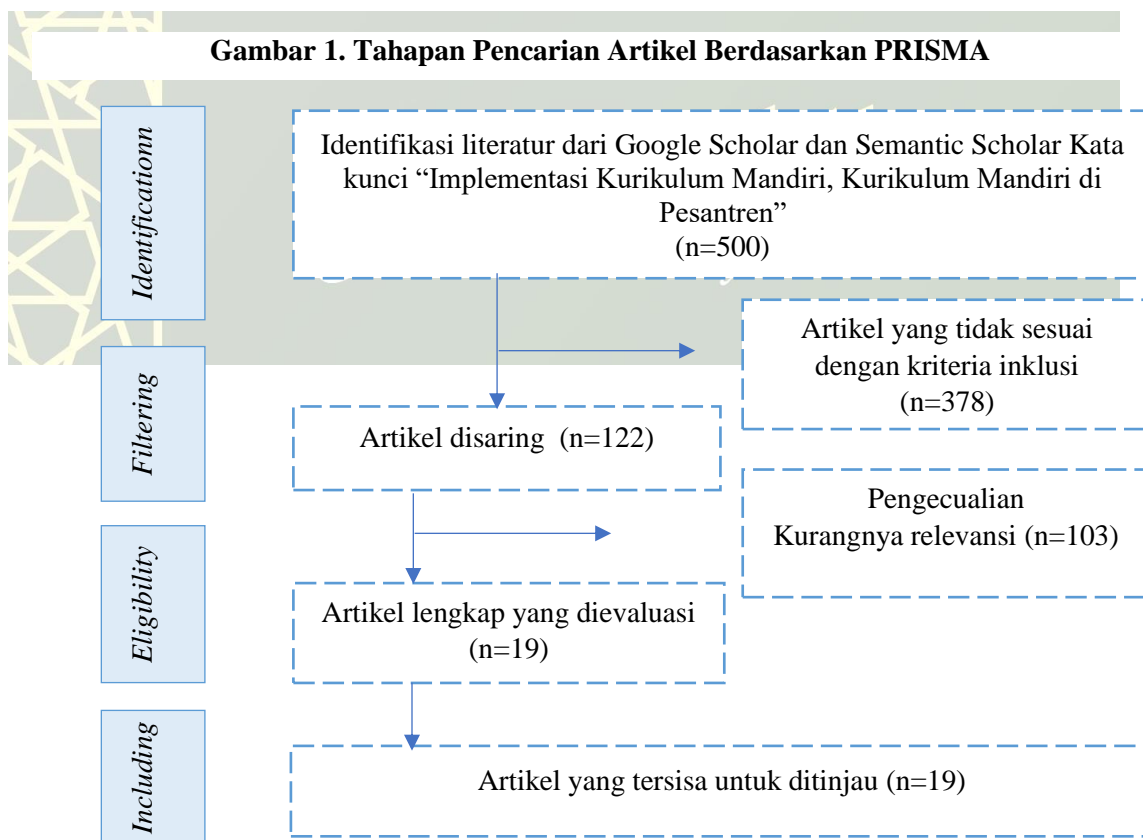 Gambar 1. Tahapan Pencarian Artikel Berdasarkan PRISMA
Identificationn
Identifikasi literatur dari Google Scholar dan Semantic Scholar Kata
kunci “Implementasi Kurikulum Mandiri, Kurikulum Mandiri di
Pesantren”
(n=500)
Artikel yang tidak sesuai
dengan kriteria inklusi
(n=378)
Filtering
Artikel disaring (n=122)
Pengecualian
Kurangnya relevansi (n=103)
Eligibility
Artikel lengkap yang dievaluasi
(n=19)
Including
Artikel yang tersisa untuk ditinjau (n=19)